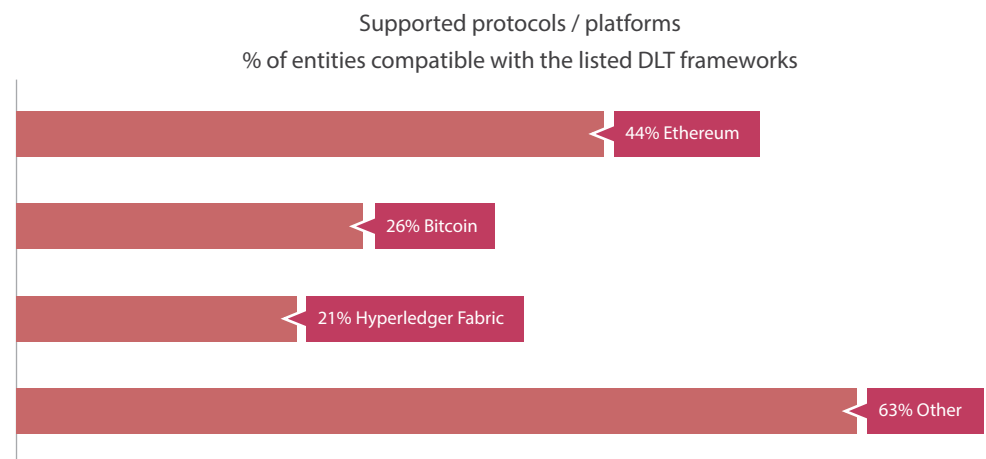 Supported protocols / platforms
% of entities compatible with the listed DLT frameworks
44% Ethereum
26% Bitcoin
21% Hyperledger Fabric
63% Other